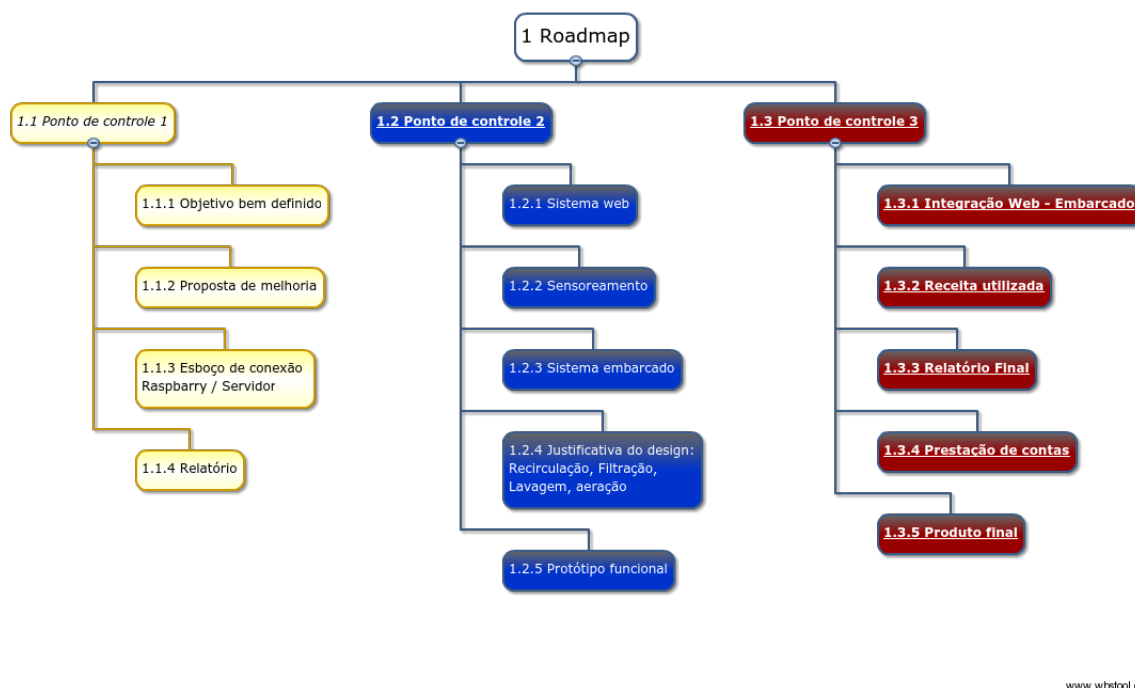 1 Roadmap
1.1 Ponto de controle 1
1.1.1 Objetivo bem definido
1.1.2 Proposta de melhoria
1.1.3 Esboço de conexão
Raspbarry / Servidor
1.1.4 Relatório
1.2 Ponto de controle 2
1.2.1 Sistema web
1.2.2 Sensoreamento
1.2.3 Sistema embarcado
1.2.4 Justificativa do design:
Recirculação, Filtração,
Lavagem, aeração
1.2.5 Protótipo funcional
1.3 Ponto de controle 3
1.3.1 Integração Web - Embarcado
1.3.2 Receita utilizada
1.3.3 Relatório Final
1.3.4 Prestação de contas
1.3.5 Produto final
www.wbstool.